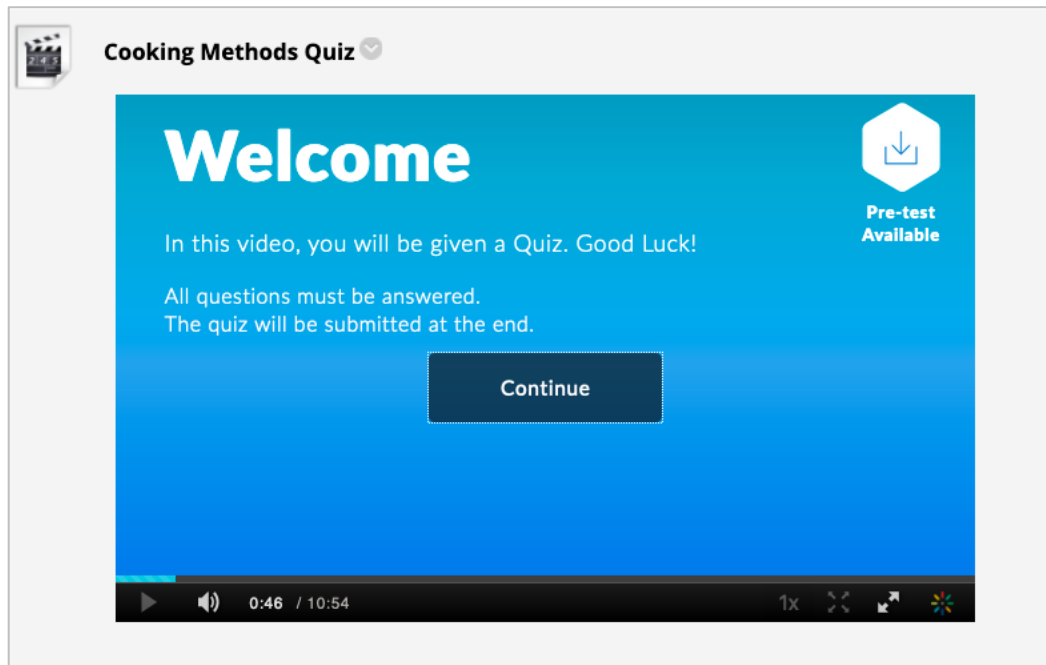 Cooking Methods Quiz
Welcome
Pre-test
Available
In this video, you will be given a Quiz. Good Luck!
All questions must be answered.
The quiz will be submitted at the end.
Continue
0:46 / 10:54
1x